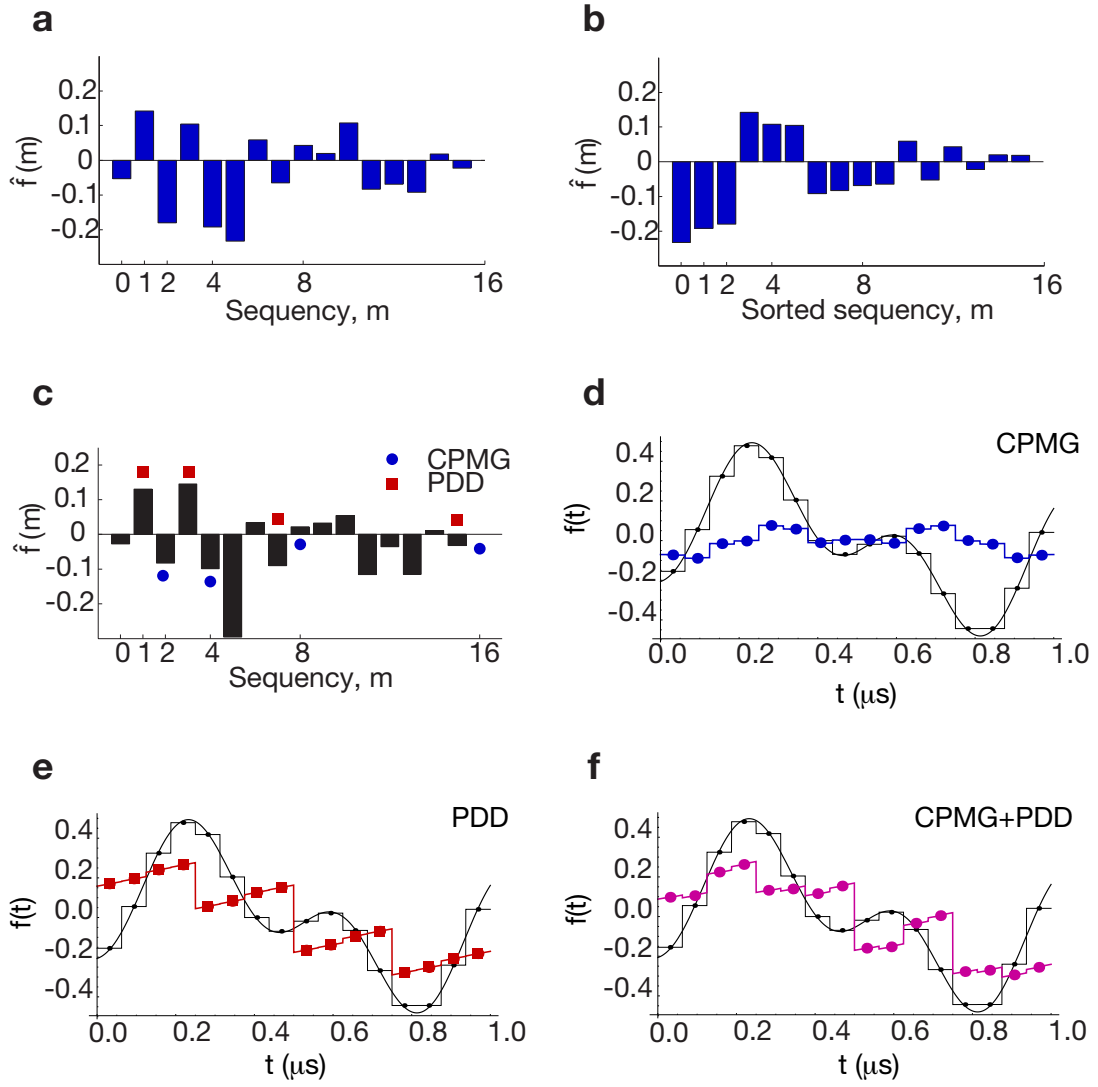 a
0.2
0.1
0
-0.1
-0.2
f̂ (m)
0 1 2 4 8 16
Sequency, m
b
0.2
0.1
0
-0.1
-0.2
f̂ (m)
0 1 2 4 8 16
Sorted sequency, m
c
0.2
0.1
0
-0.1
-0.2
f̂ (m)
CPMG
PDD
0 1 2 4 8 16
Sequency, m
d
CPMG
0.4
0.2
0.0
-0.2
-0.4
f(t)
0.0 0.2 0.4 0.6 0.8 1.0
t (μs)
e
PDD
0.4
0.2
0.0
-0.2
-0.4
f(t)
0.0 0.2 0.4 0.6 0.8 1.0
t (μs)
f
CPMG+PDD
0.4
0.2
0.0
-0.2
-0.4
f(t)
0.0 0.2 0.4 0.6 0.8 1.0
t (μs)